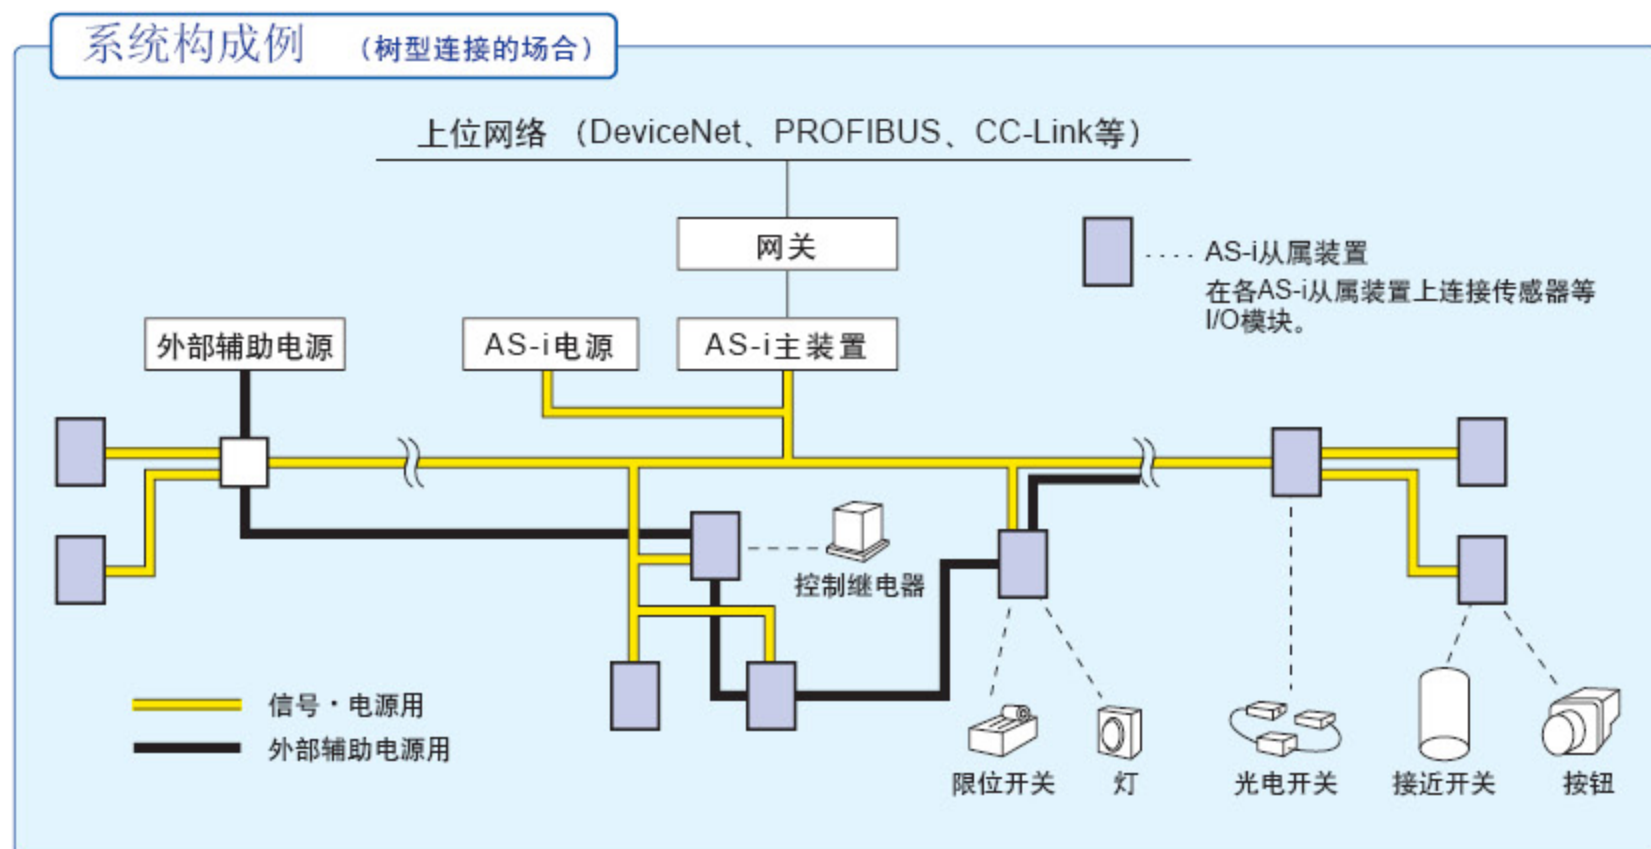 系统构成例 （树型连接的场合）
上位网络 （DeviceNet、PROFIBUS、CC-Link等）
网关
AS-i从属装置
在各AS-i从属装置上连接传感器等
I/O模块。
外部辅助电源
AS-i电源
AS-i主装置
控制继电器
信号・电源用
外部辅助电源用
限位开关
灯
光电开关
接近开关
按钮